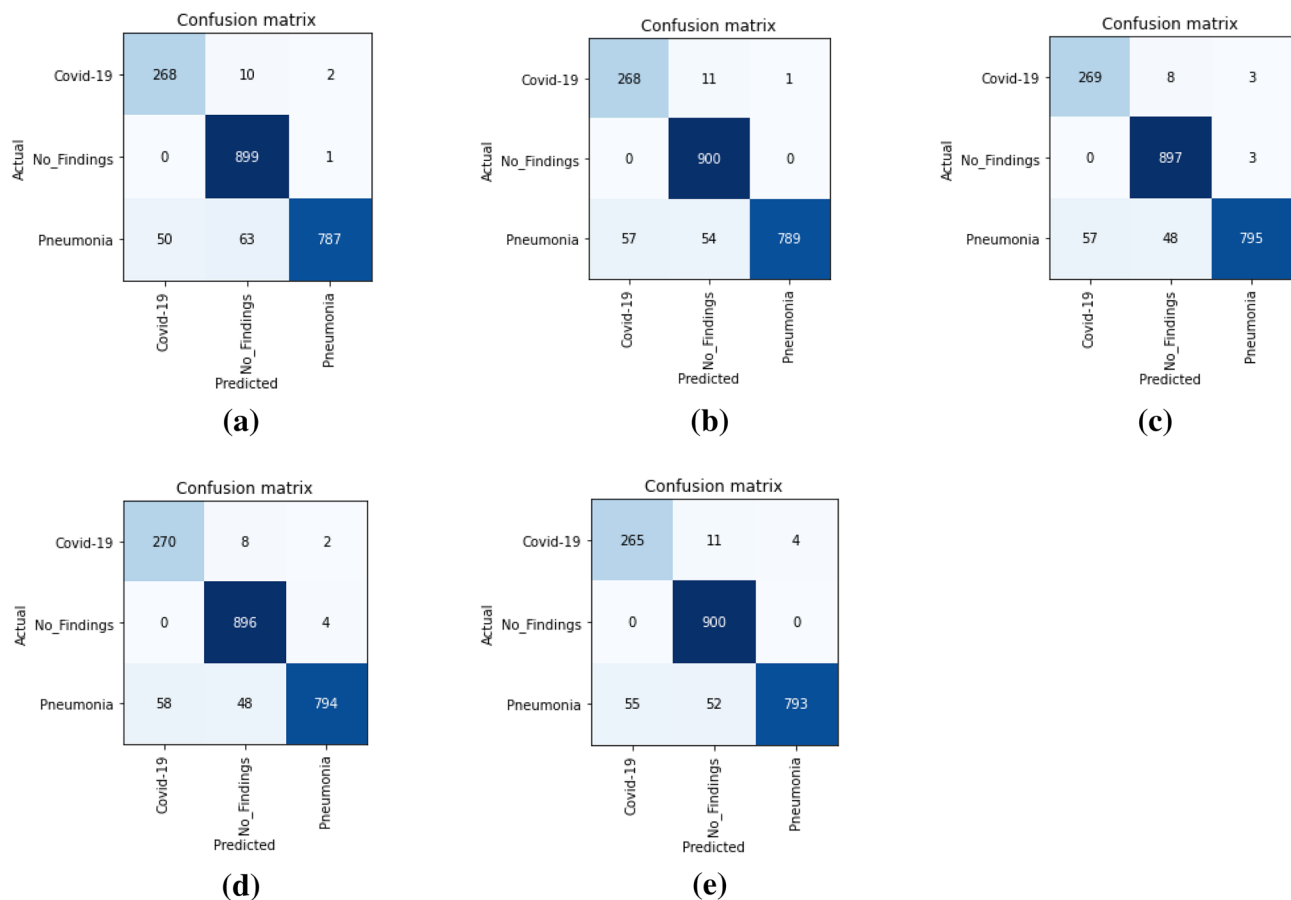 Confusion matrix
Actual
Covid-19 268 10 2
No_Findings 0 899 1
Pneumonia 50 63 787
Covid-19 No_Findings Pneumonia
Predicted
(a)
Confusion matrix
Actual
Covid-19 268 11 1
No_Findings 0 900 0
Pneumonia 57 54 789
Covid-19 No_Findings Pneumonia
Predicted
(b)
Confusion matrix
Actual
Covid-19 269 8 3
No_Findings 0 897 3
Pneumonia 57 48 795
Covid-19 No_Findings Pneumonia
Predicted
(c)
Confusion matrix
Actual
Covid-19 270 8 2
No_Findings 0 896 4
Pneumonia 58 48 794
Covid-19 No_Findings Pneumonia
Predicted
(d)
Confusion matrix
Actual
Covid-19 265 11 4
No_Findings 0 900 0
Pneumonia 55 52 793
Covid-19 No_Findings Pneumonia
Predicted
(e)